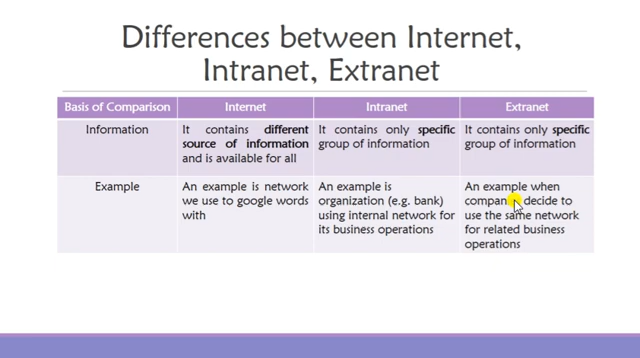 Differences between Internet,
Intranet, Extranet
Basis of Comparison
Internet
Intranet
Extranet
Information
It contains different
source of information
and is available for all
It contains only specific
group of information
It contains only specific
group of information
Example
An example is network
we use to google words
with
An example is
organization (e.g. bank)
using internal network for
its business operations
An example when
decide to
use the same network
for related business
operations